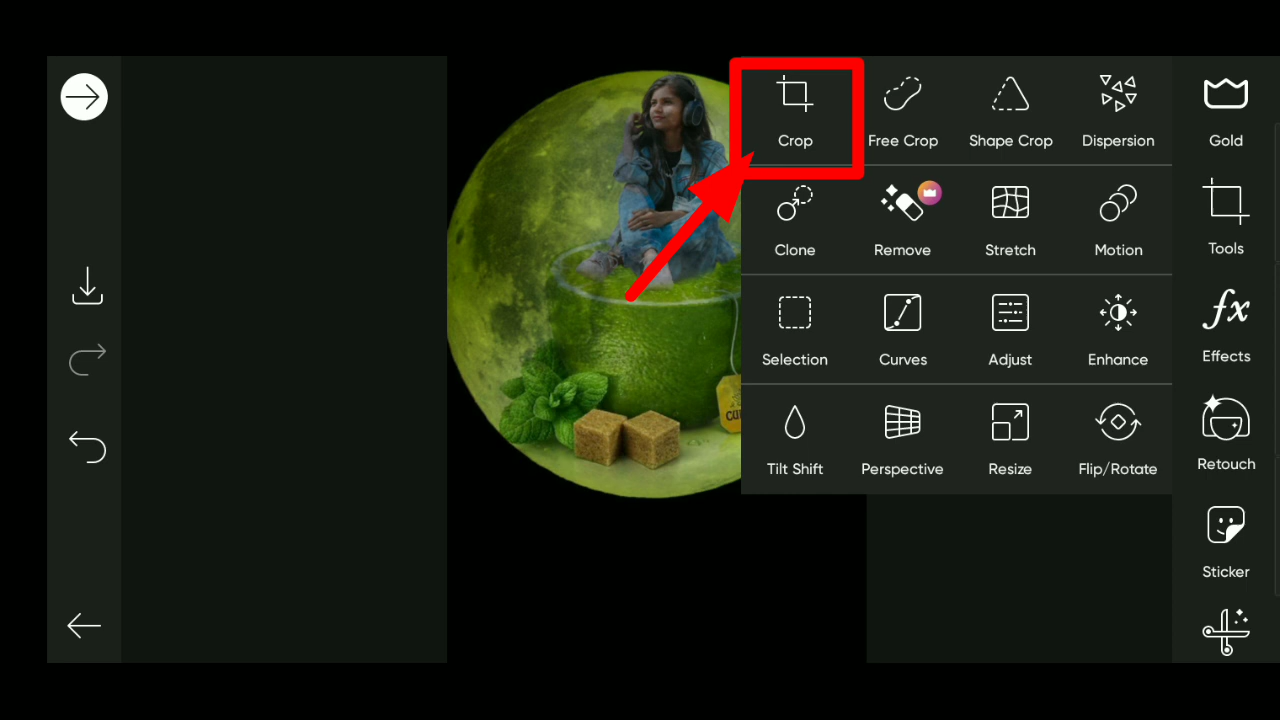 Crop
Free Crop
Shape Crop
Dispersion
Gold
Clone
Remove
Stretch
Motion
Tools
Selection
Curves
Adjust
Enhance
fx
Effects
Tilt Shift
Perspective
Resize
Flip/Rotate
Retouch
Sticker